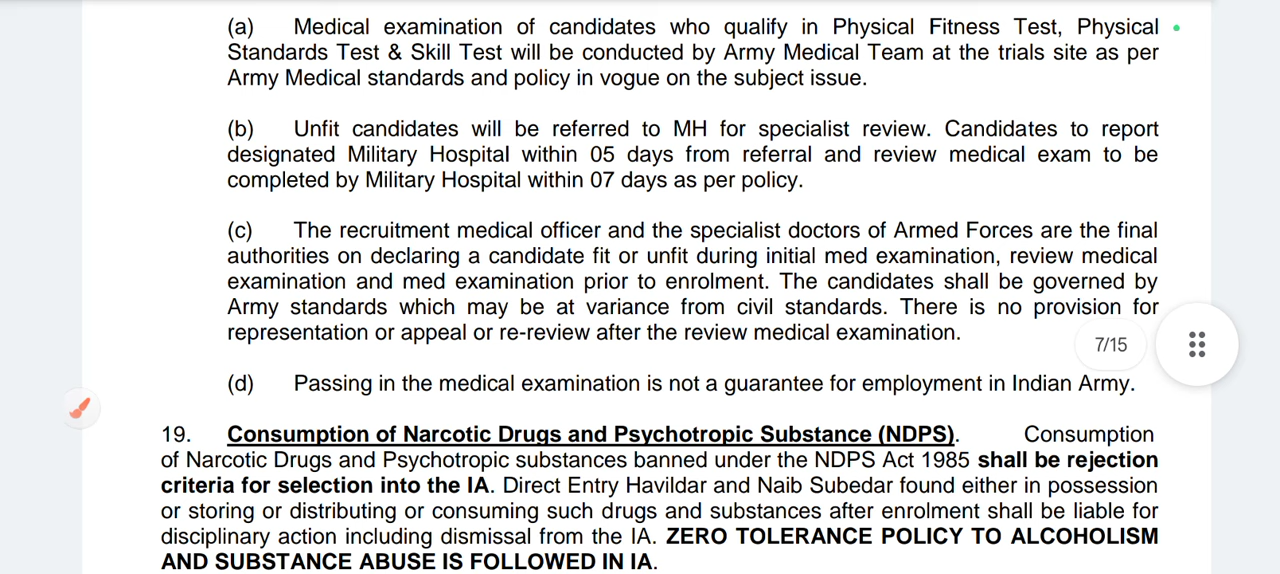 (a) Medical examination of candidates who qualify in Physical Fitness Test, Physical
Standards Test & Skill Test will be conducted by Army Medical Team at the trials site as per
Army Medical standards and policy in vogue on the subject issue.
(b) Unfit candidates will be referred to MH for specialist review. Candidates to report
designated Military Hospital within 05 days from referral and review medical exam to be
completed by Military Hospital within 07 days as per policy.
(c) The recruitment medical officer and the specialist doctors of Armed Forces are the final
authorities on declaring a candidate fit or unfit during initial med examination, review medical
examination and med examination prior to enrolment. The candidates shall be governed by
Army standards which may be at variance from civil standards. There is no provision for
representation or appeal or re-review after the review medical examination.
7/15
(d) Passing in the medical examination is not a guarantee for employment in Indian Army.
19. Consumption of Narcotic Drugs and Psychotropic Substance (NDPS). Consumption
of Narcotic Drugs and Psychotropic substances banned under the NDPS Act 1985 shall be rejection
criteria for selection into the IA. Direct Entry Havildar and Naib Subedar found either in possession
or storing or distributing or consuming such drugs and substances after enrolment shall be liable for
disciplinary action including dismissal from the IA. ZERO TOLERANCE POLICY TO ALCOHOLISM
AND SUBSTANCE ABUSE IS FOLLOWED IN IA.